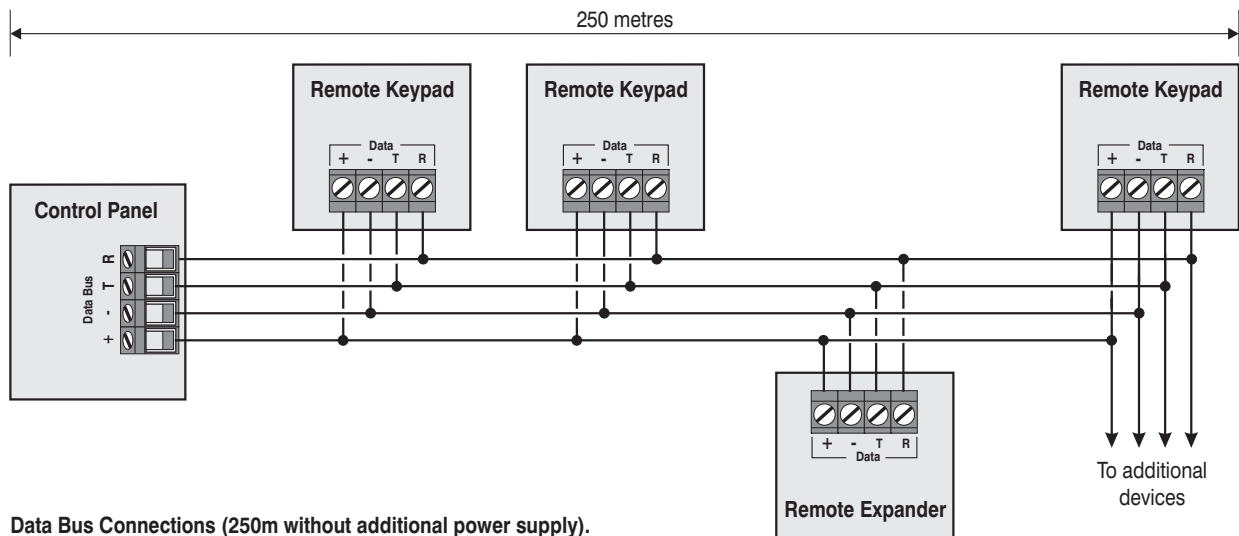 250 metres
Remote Keypad
Data
+ - T R
Remote Keypad
Data
+ - T R
Remote Keypad
Data
+ - T R
Control Panel
Data Bus
R
T
-
+
+ - T R
Data
Remote Expander
To additional
devices
Data Bus Connections (250m without additional power supply).